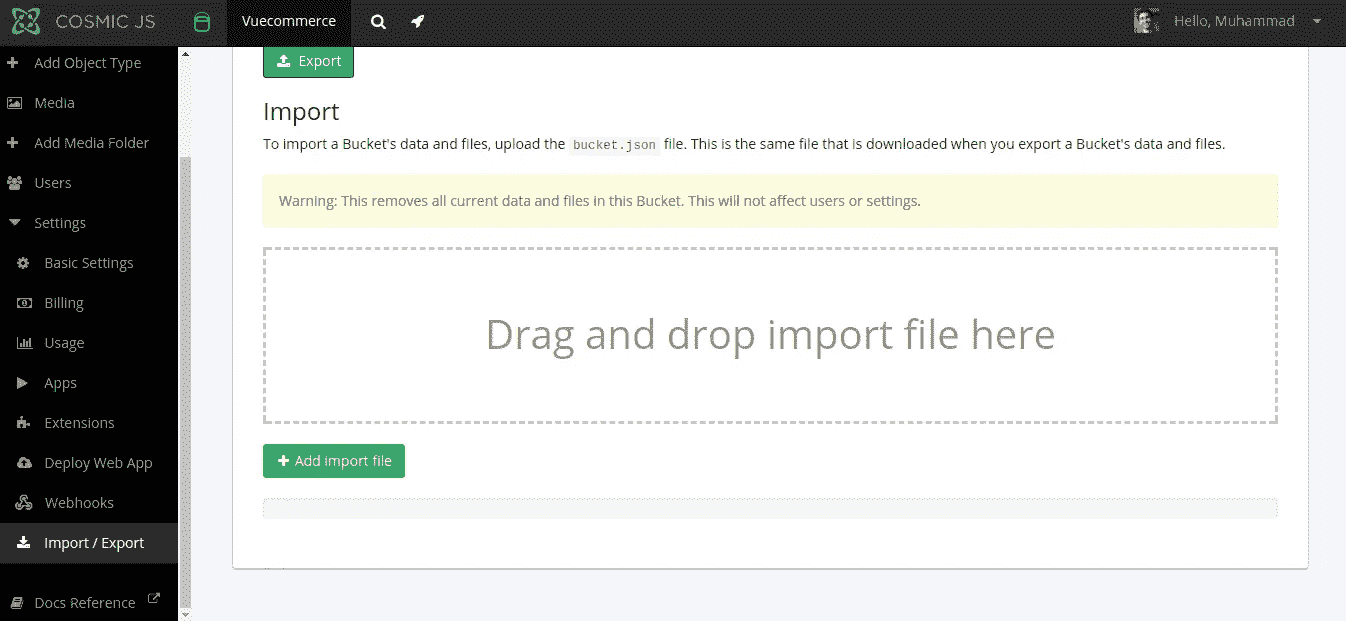 COSMIC JS
Vuecommerce
Hello, Muhammad
Add Object Type
Media
Add Media Folder
Users
Settings
Basic Settings
Billing
Usage
Apps
Extensions
Deploy Web App
Webhooks
Import / Export
Docs Reference
Export
Import
To import a Bucket's data and files, upload the bucket.json file. This is the same file that is downloaded when you export a Bucket's data and files.
Warning: This removes all current data and files in this Bucket. This will not affect users or settings.
Drag and drop import file here
+ Add import file